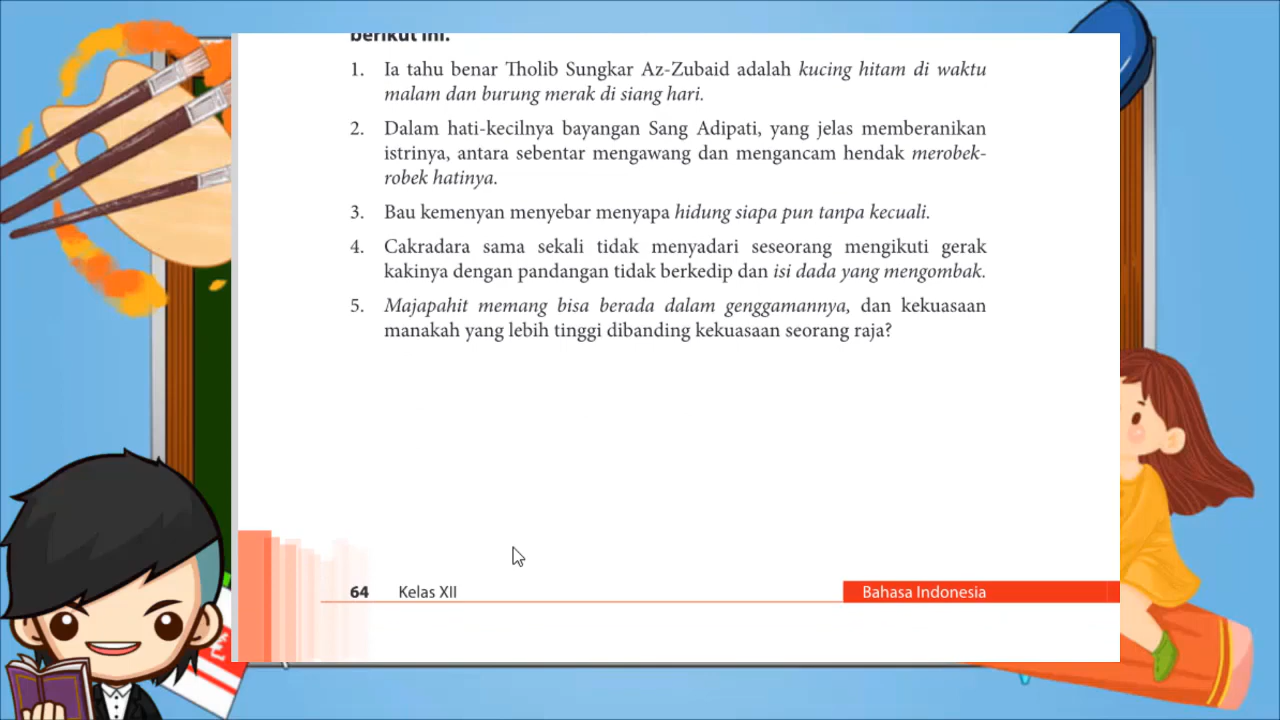 berikut ini.
1. Ia tahu benar Tholib Sungkar Az-Zubaid adalah kucing hitam di waktu
malam dan burung merak di siang hari.
2. Dalam hati-kecilnya bayangan Sang Adipati, yang jelas memberanikan
istrinya, antara sebentar mengawang dan mengancam hendak merobek-
robek hatinya.
3. Bau kemenyan menyebar menyapa hidung siapa pun tanpa kecuali.
4. Cakradara sama sekali tidak menyadari seseorang mengikuti gerak
kakinya dengan pandangan tidak berkedip dan isi dada yang mengombak.
5. Majapahit memang bisa berada dalam genggamannya, dan kekuasaan
manakah yang lebih tinggi dibanding kekuasaan seorang raja?
64 Kelas XII
Bahasa Indonesia